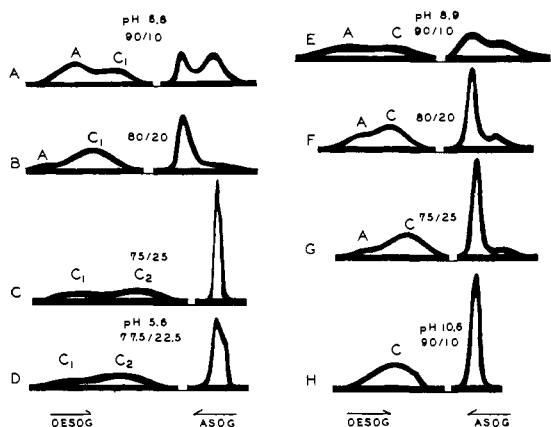 pH 5,6
90/10
A
A C₁
B
A C₁
80/20
C
C₁ C₂
75/25
D
C₁ C₂
pH 5,6
77.5/22.5
OESOG ASOG
E
A C
pH 8,9
90/10
F
A C
80/20
G
A C
75/25
H
C
pH 10,6
90/10
OESOG ASOG